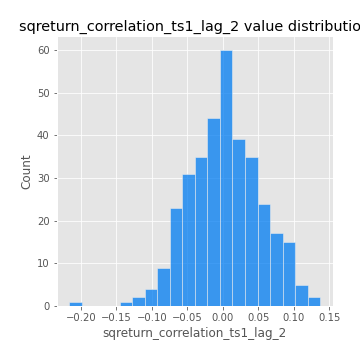 sqreturn_correlation_ts1_lag_2 value distributio
60
50
40
30
20
10
0
Count
−0.20 −0.15 −0.10 −0.05 0.00 0.05 0.10 0.15
sqreturn_correlation_ts1_lag_2